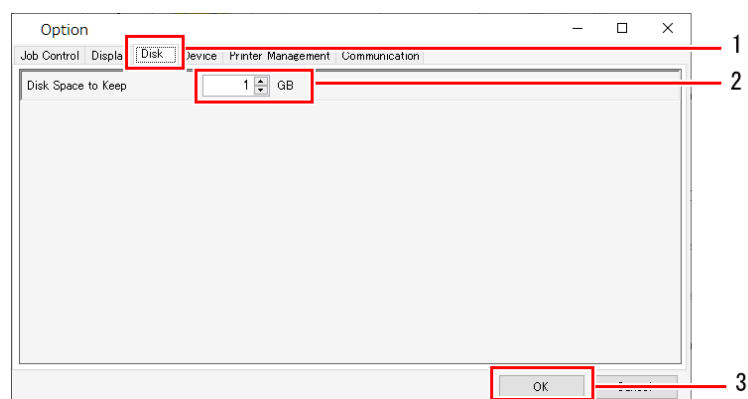 Option
1
Job Control Displa Disk Device Printer Management Communication
Disk Space to Keep 1 GB
2
OK
3